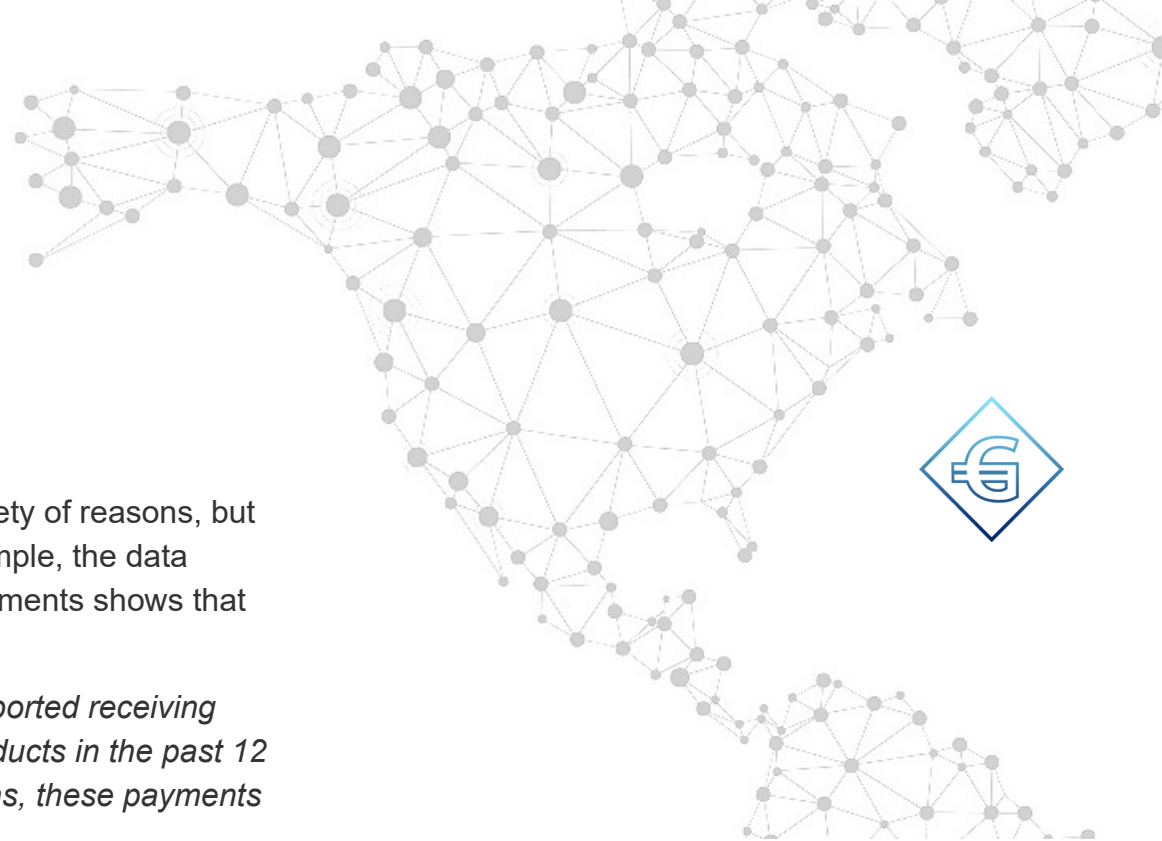 ety of reasons, but
mple, the data
ments shows that
ported receiving
ducts in the past 12
ns, these payments